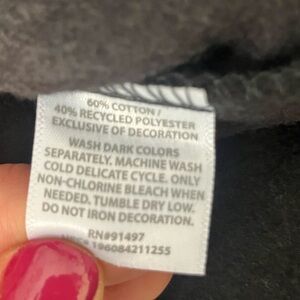 60% COTTON /
40% RECYCLED POLYESTER
EXCLUSIVE OF DECORATION
WASH DARK COLORS
SEPARATELY. MACHINE WASH
COLD DELICATE CYCLE. ONLY
NON-CHLORINE BLEACH WHEN
NEEDED. TUMBLE DRY LOW.
DO NOT IRON DECORATION.
RN#91497
196084211255